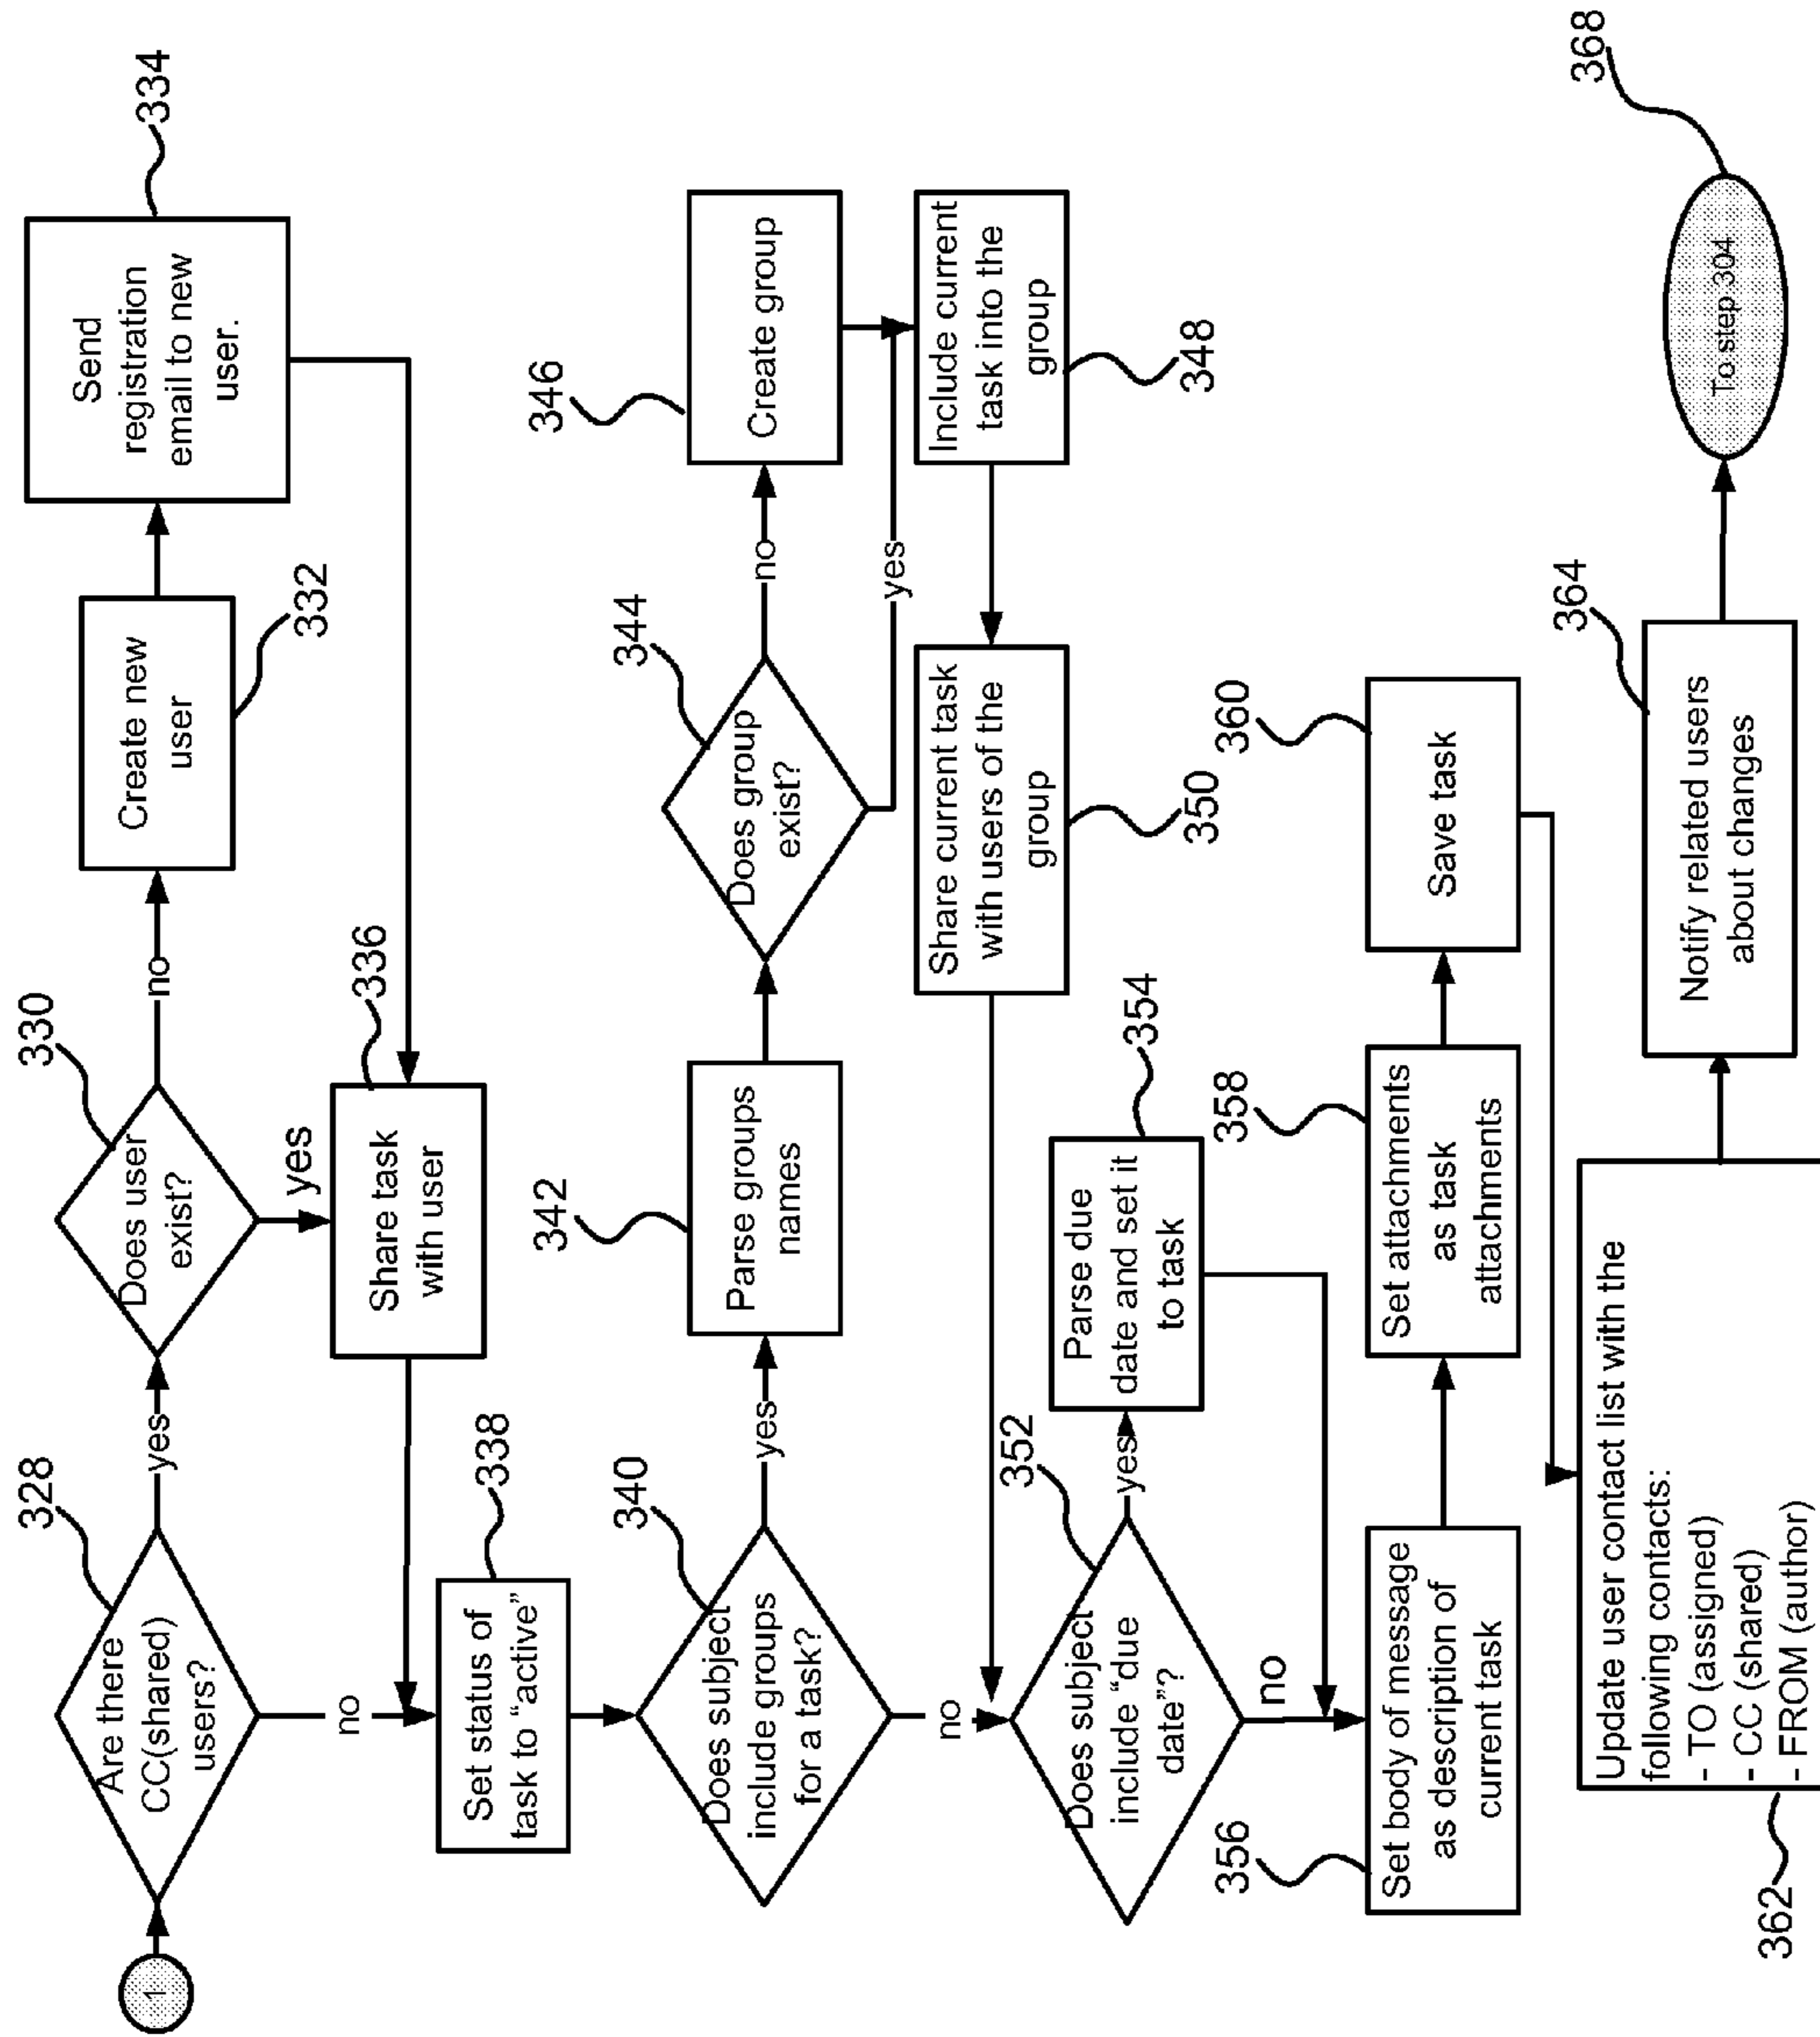 1
Are there
CC(shared)
users?
328
yes
no
Does user
exist?
330
no
yes
Create new
user
332
Send
registration
email to new
user.
334
Share task
with user
336
Set status of
task to “active”
338
Does subject
include groups
for a task?
340
yes
no
Parse groups
names
342
Does group
exist?
344
no
yes
Create group
346
Include current
task into the
group
348
Share current task
with users of the
group
350
Does subject
include “due
date”?
352
yes
no
Parse due
date and set it
to task
354
Set body of message
as description of
current task
356
Set attachments
as task
attachments
358
Save task
360
Update user contact list with the
following contacts:
- TO (assigned)
- CC (shared)
- FROM (author)
362
Notify related users
about changes
364
To step 304
368